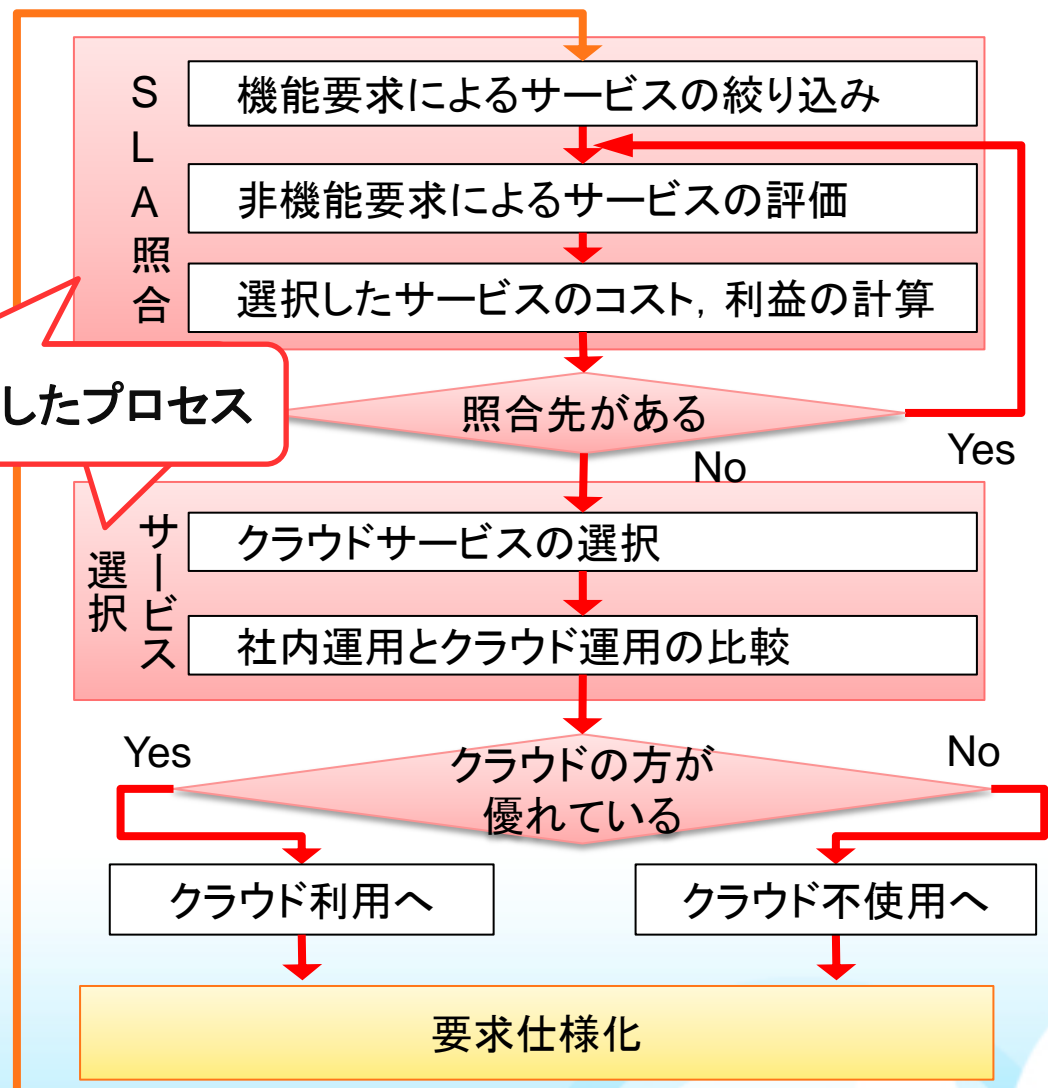 SLA照合
機能要求によるサービスの絞り込み
非機能要求によるサービスの評価
選択したサービスのコスト，利益の計算
したプロセス
照合先がある
Yes
No
サービス
選択
クラウドサービスの選択
社内運用とクラウド運用の比較
Yes
クラウドの方が
優れている
No
クラウド利用へ
クラウド不使用へ
要求仕様化